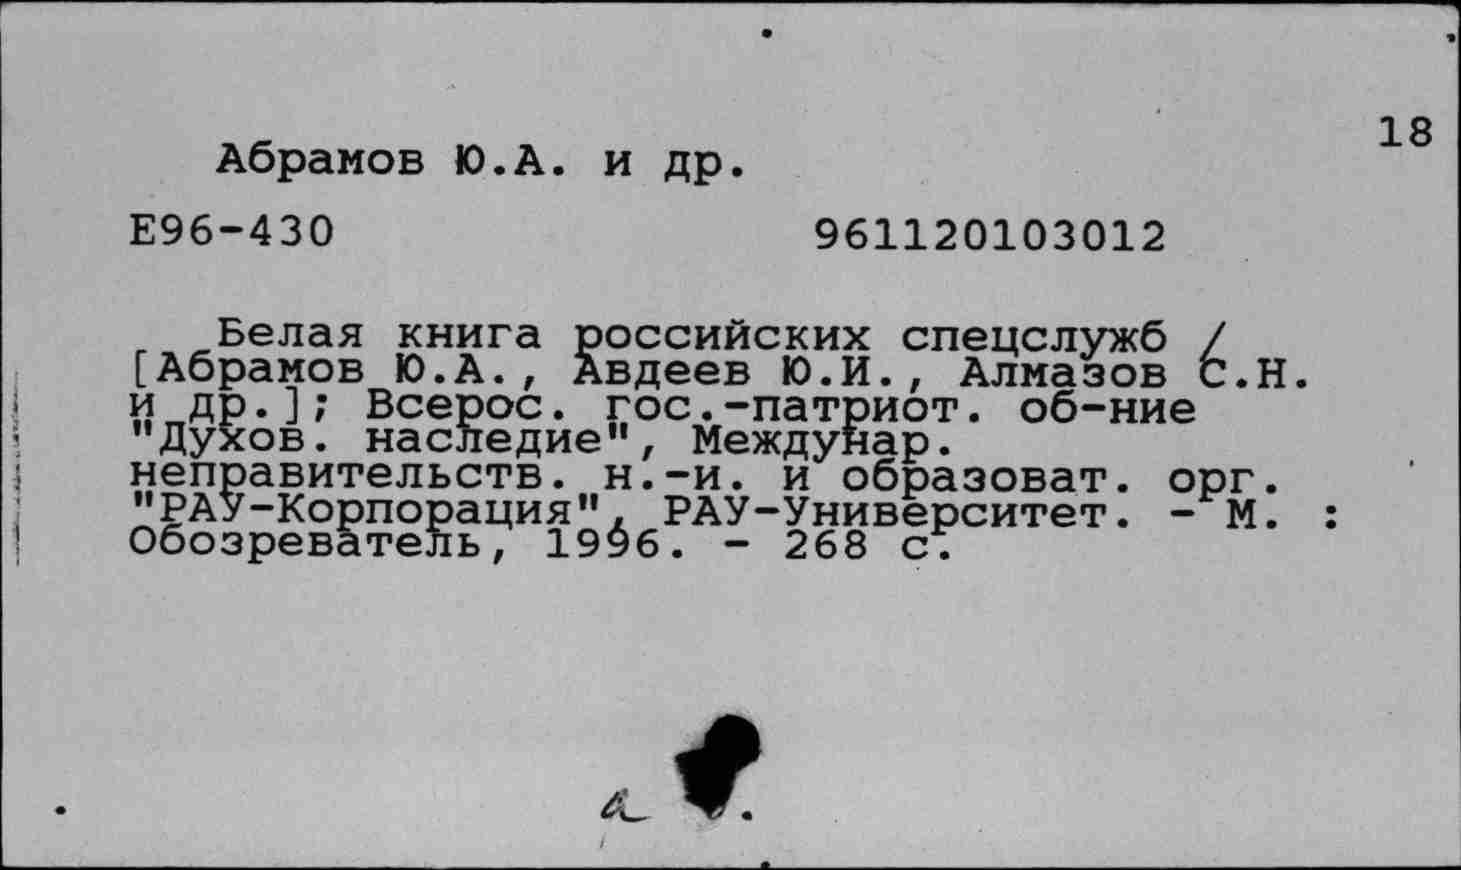 18
Абрамов Ю.А. и др.
Е96-430 961120103012
Белая книга российских спецслужб /
[Абрамов Ю.А., Авдеев Ю.И., Алмазов С.Н.
и др.]; Всерос. гос.-патриот. об-ние
"Духов. наследие", Междунар.
неправительств. н.-и. и образоват. орг.
"РАУ-Корпорация", РАУ-Университет. - М. :
Обозреватель, 1996. - 268 с.